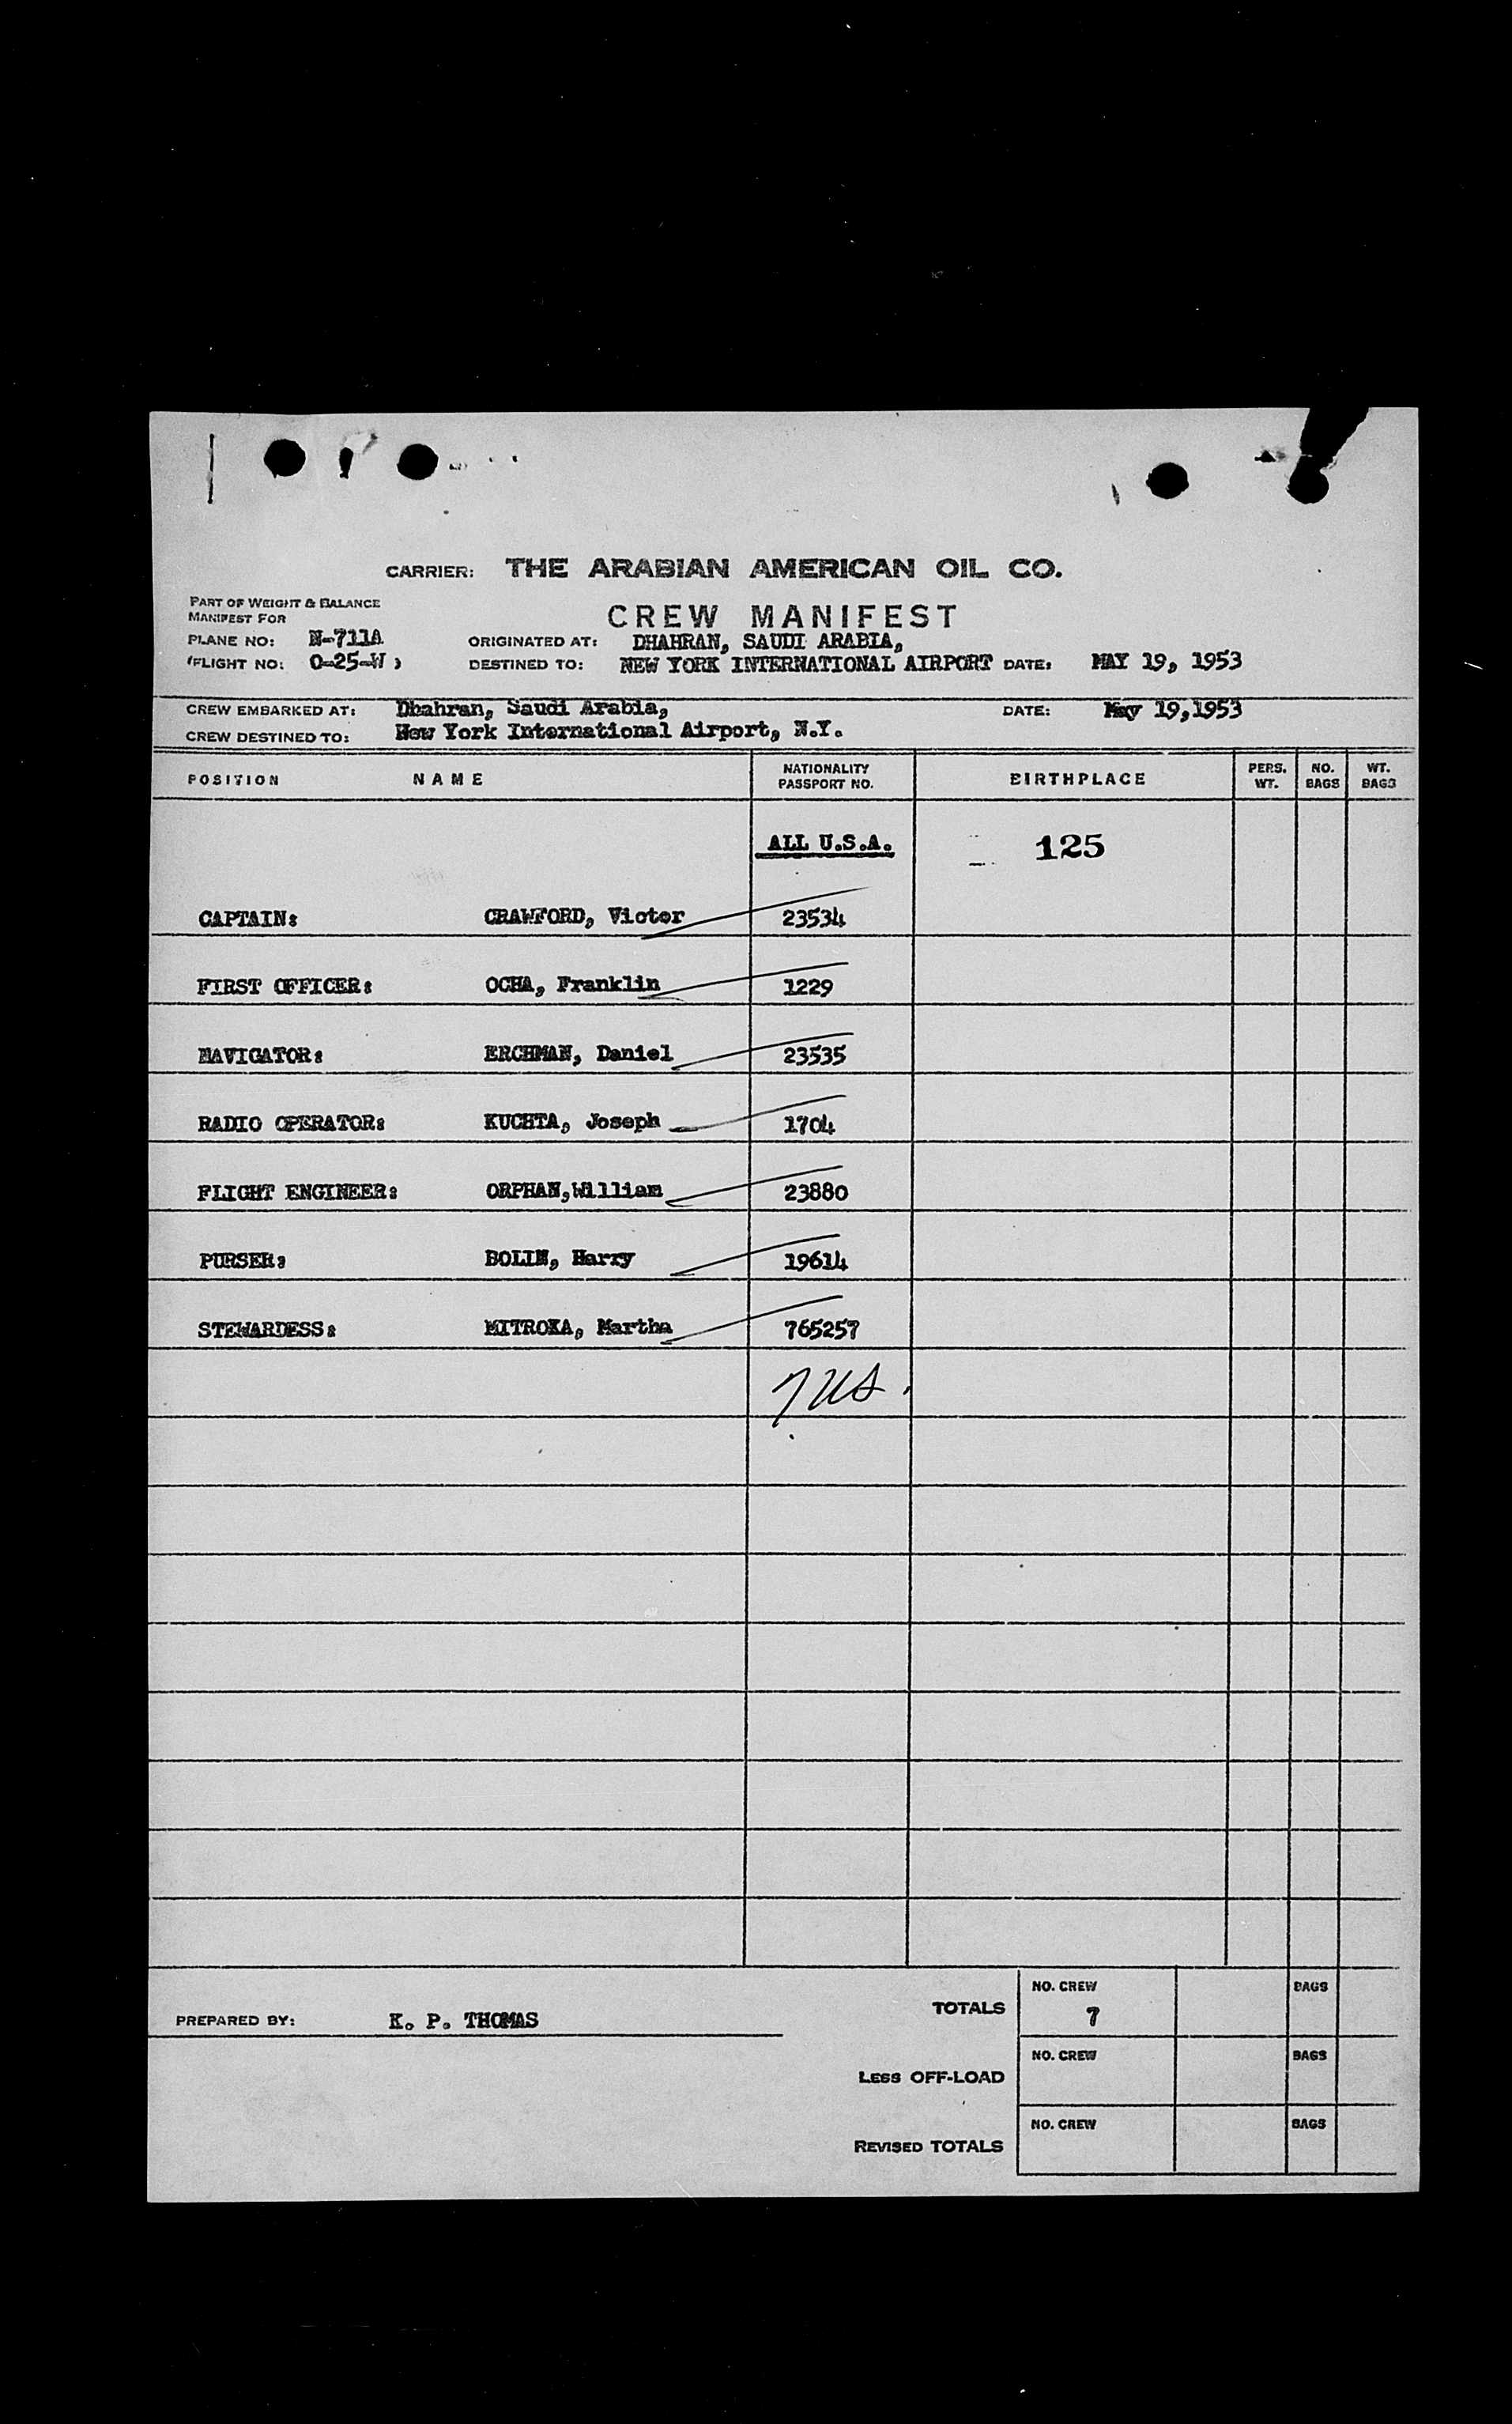 CARRIER: THE ARABIAN AMERICAN OIL CO.
PART OF WEIGHT & BALANCE
MANIFEST FOR
CREW MANIFEST
PLANE NO: N-711A ORIGINATED AT: DHAHRAN, SAUDI ARABIA,
(FLIGHT NO: O-25-W ) DESTINED TO: NEW YORK INTERNATIONAL AIRPORT DATE: MAY 19, 1953
CREW EMBARKED AT: Dhahran, Saudi Arabia, DATE: May 19,1953
CREW DESTINED TO: New York International Airport, N.Y.
POSITION NAME NATIONALITY PASSPORT NO. BIRTHPLACE PERS. WT. NO. BAGS WT. BAGS
ALL U.S.A. 125
CAPTAIN: CRAWFORD, Victor 23534
FIRST OFFICER: OCHA, Franklin 1229
NAVIGATOR: ERCHMAN, Daniel 23535
RADIO OPERATOR: KUCHTA, Joseph 1704
FLIGHT ENGINEER: ORPHAN,William 23880
PURSER: BOLIN, Harry 19614
STEWARDESS: MITROKA, Martha 765257
7 US.
NO. CREW BAGS
PREPARED BY: K. P. THOMAS TOTALS 7
NO. CREW BAGS
LESS OFF-LOAD
NO. CREW BAGS
REVISED TOTALS